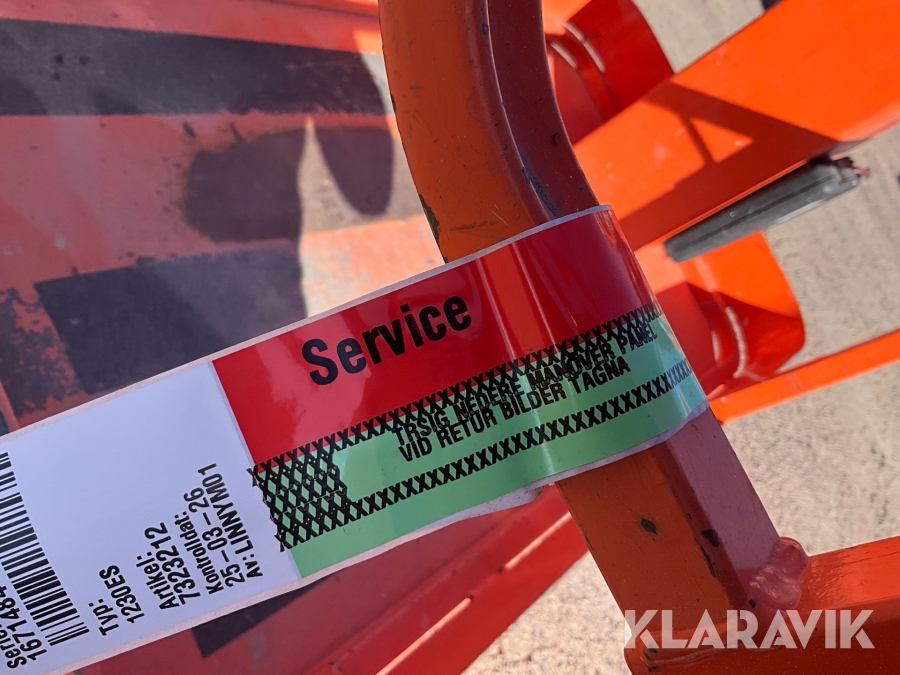 Service
TRSIG NEDERE MANÖVER PANEL
VID RETUR BILDER TAGNA
Typ:
1230ES
Artikel:
7323212
Kontrolldat:
25-03-26
Av: LINNYM01
KLARAVIK